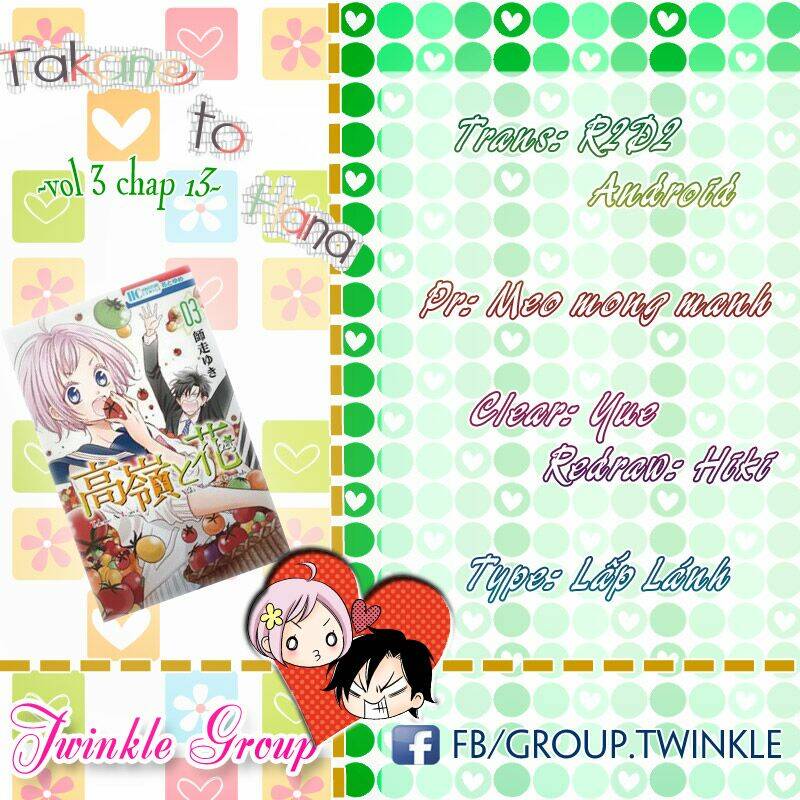 Takane
to
Hana
~vol 3 chap 13~
03
師走ゆき
高嶺と花
Trans: R2D2
Android
Pr: Meo mong manh
Clear: Yue
Redraw: Hiki
Type: Lấp Lánh
Twinkle Group
f FB/GROUP.TWINKLE